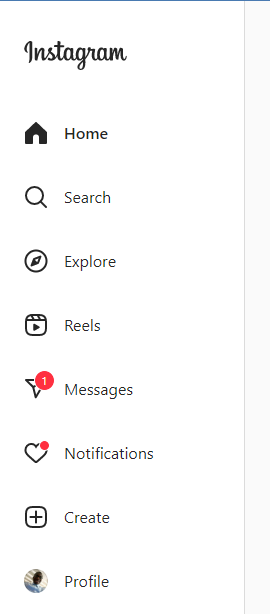 Instagram
Home
Search
Explore
Reels
1
Messages
Notifications
Create
Profile